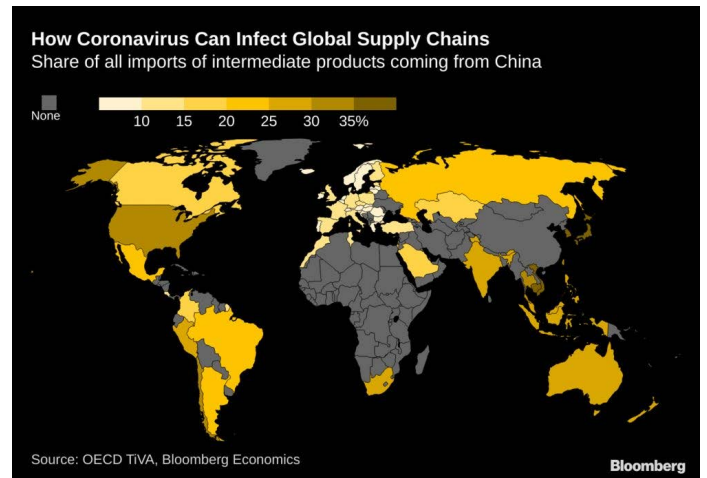 How Coronavirus Can Infect Global Supply Chains
Share of all imports of intermediate products coming from China
None
10 15 20 25 30 35%
Source: OECD TiVA, Bloomberg Economics
Bloomberg